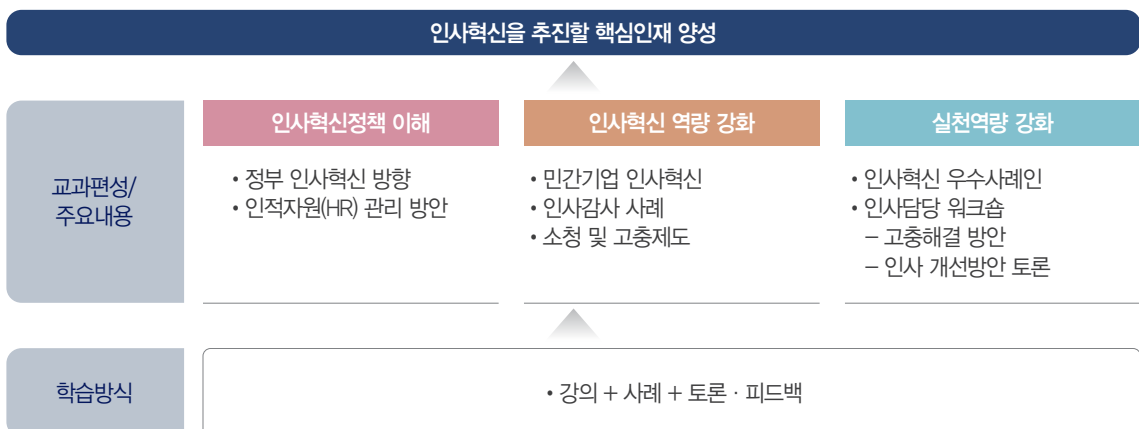 인사혁신을 추진할 핵심인재 양성
교과편성/
주요내용
인사혁신정책 이해
• 정부 인사혁신 방향
• 인적자원(HR) 관리 방안
인사혁신 역량 강화
• 민간기업 인사혁신
• 인사감사 사례
• 소청 및 고충제도
실천역량 강화
• 인사혁신 우수사례인
• 인사담당 워크숍
– 고충해결 방안
– 인사 개선방안 토론
학습방식
• 강의 + 사례 + 토론 · 피드백